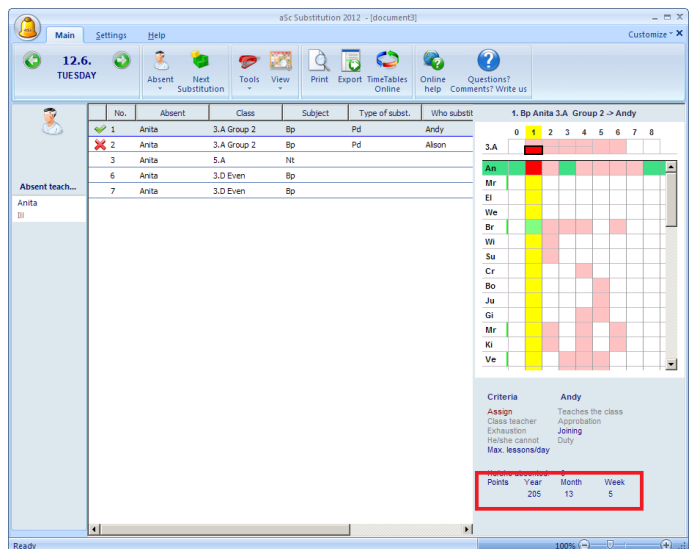 aSc Substitution 2012 - [document3]
Main Settings Help Customize
12.6.
TUESDAY
Absent Next Substitution Tools View Print Export TimeTables Online Online help Questions? Comments? Write us
No. Absent Class Subject Type of subst. Who substit
1 Anita 3.A Group 2 Bp Pd Andy
2 Anita 3.A Group 2 Bp Pd Alison
3 Anita 5.A Nt
6 Anita 3.D Even Bp
7 Anita 3.D Even Bp
Absent teach...
Anita
Ill
1. Bp Anita 3.A Group 2 -> Andy
0 1 2 3 4 5 6 7 8
3.A
An
Mr
El
We
Br
Wi
Su
Cr
Bo
Ju
Gi
Mr
Ki
Ve
Criteria Andy
Assign Teaches the class
Class teacher Approbation
Exhaustion Joining
He/she cannot Duty
Max. lessons/day
He/she absented:
Points Year Month Week
205 13 5
Ready 100%